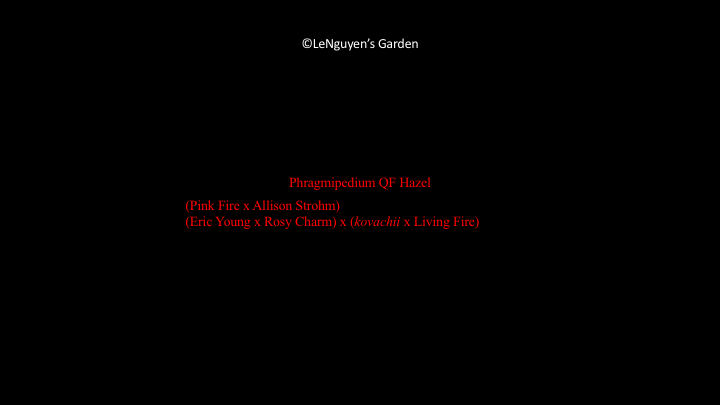 ©LeNguyen’s Garden
Phragmipedium QF Hazel
(Pink Fire x Allison Strohm)
(Eric Young x Rosy Charm) x (kovachii x Living Fire)